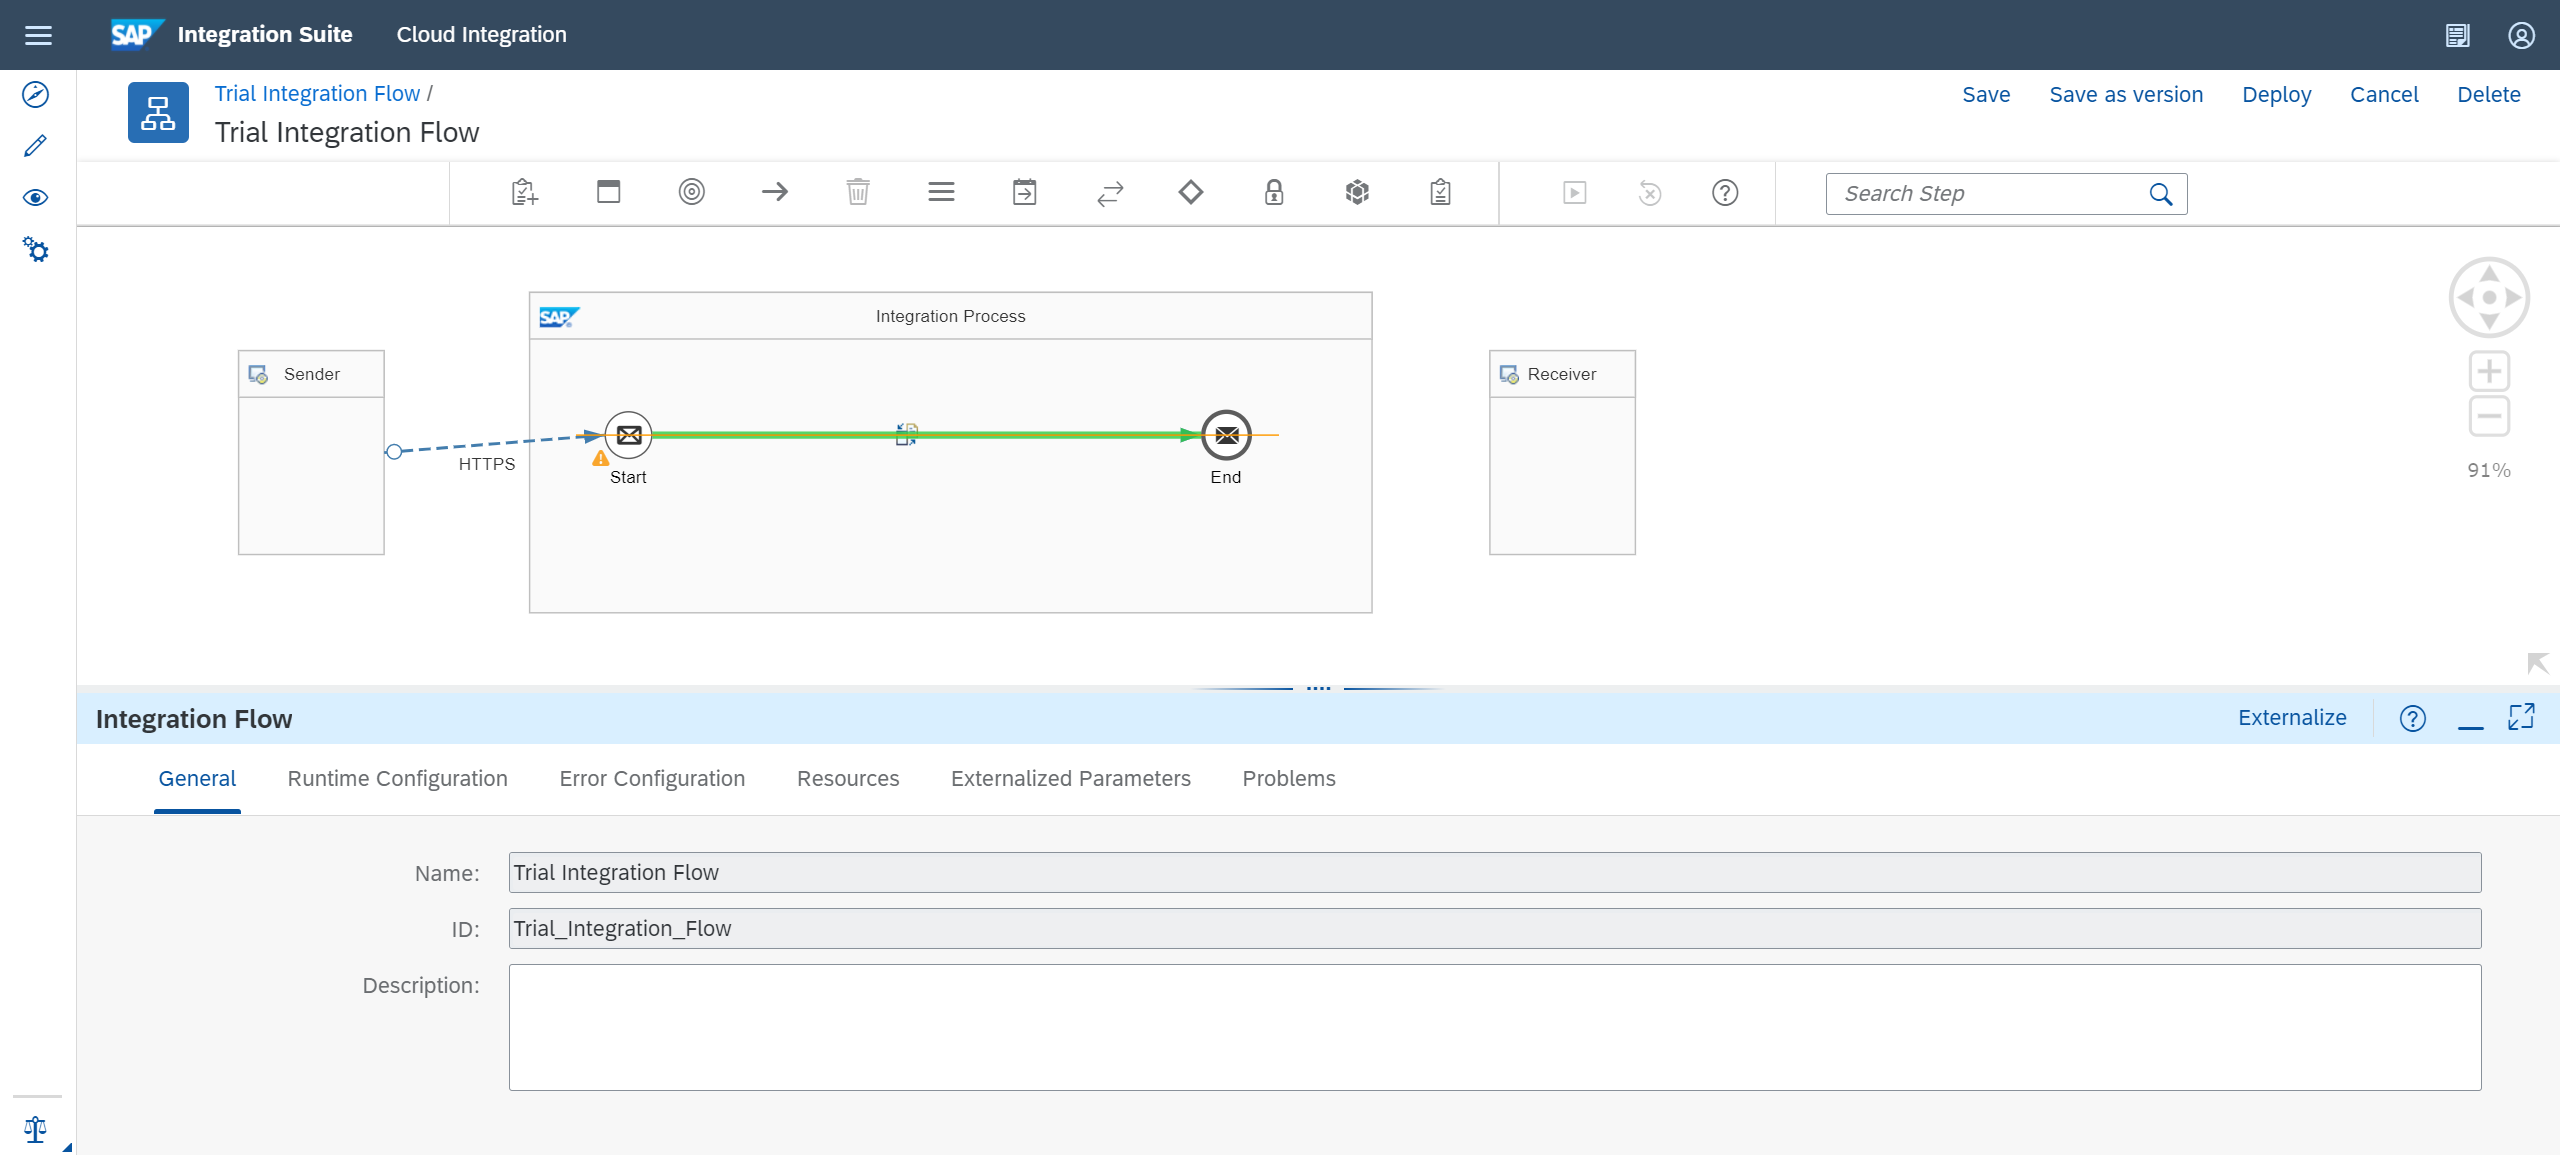 SAP Integration Suite Cloud Integration
Trial Integration Flow /
Trial Integration Flow
Save Save as version Deploy Cancel Delete
Search Step
SAP Integration Process
Sender
Receiver
HTTPS
Start
End
91%
Integration Flow
Externalize
General Runtime Configuration Error Configuration Resources Externalized Parameters Problems
Name: Trial Integration Flow
ID: Trial_Integration_Flow
Description: